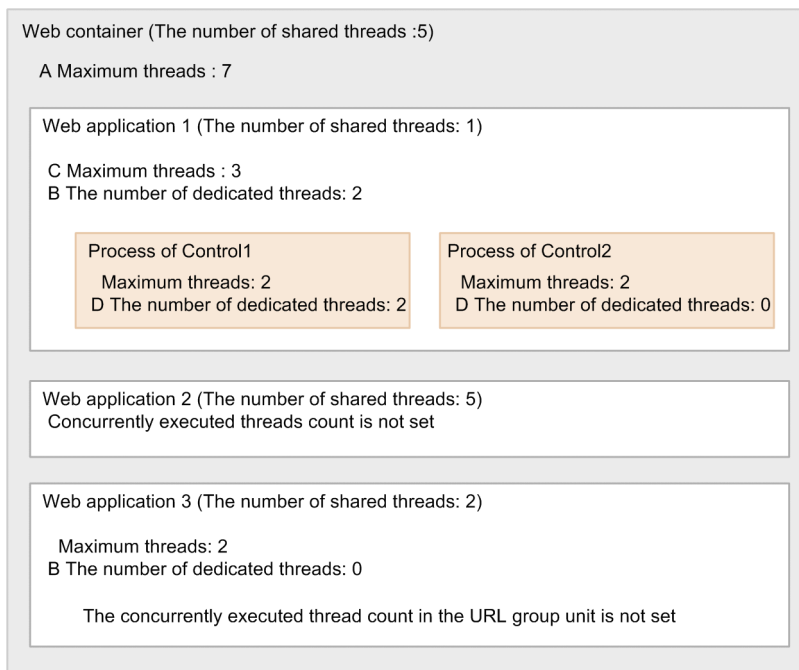 Web container (The number of shared threads :5)
A Maximum threads : 7
Web application 1 (The number of shared threads: 1)
C Maximum threads : 3
B The number of dedicated threads: 2
Process of Control1
Maximum threads: 2
D The number of dedicated threads: 2
Process of Control2
Maximum threads: 2
D The number of dedicated threads: 0
Web application 2 (The number of shared threads: 5)
Concurrently executed threads count is not set
Web application 3 (The number of shared threads: 2)
Maximum threads: 2
B The number of dedicated threads: 0
The concurrently executed thread count in the URL group unit is not set